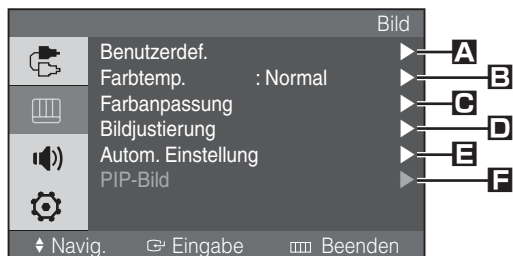 Bild
Benutzerdef. A
Farbtemp. : Normal B
Farbanpassung C
Bildjustierung D
Autom. Einstellung E
PIP-Bild F
Navig. Eingabe Beenden